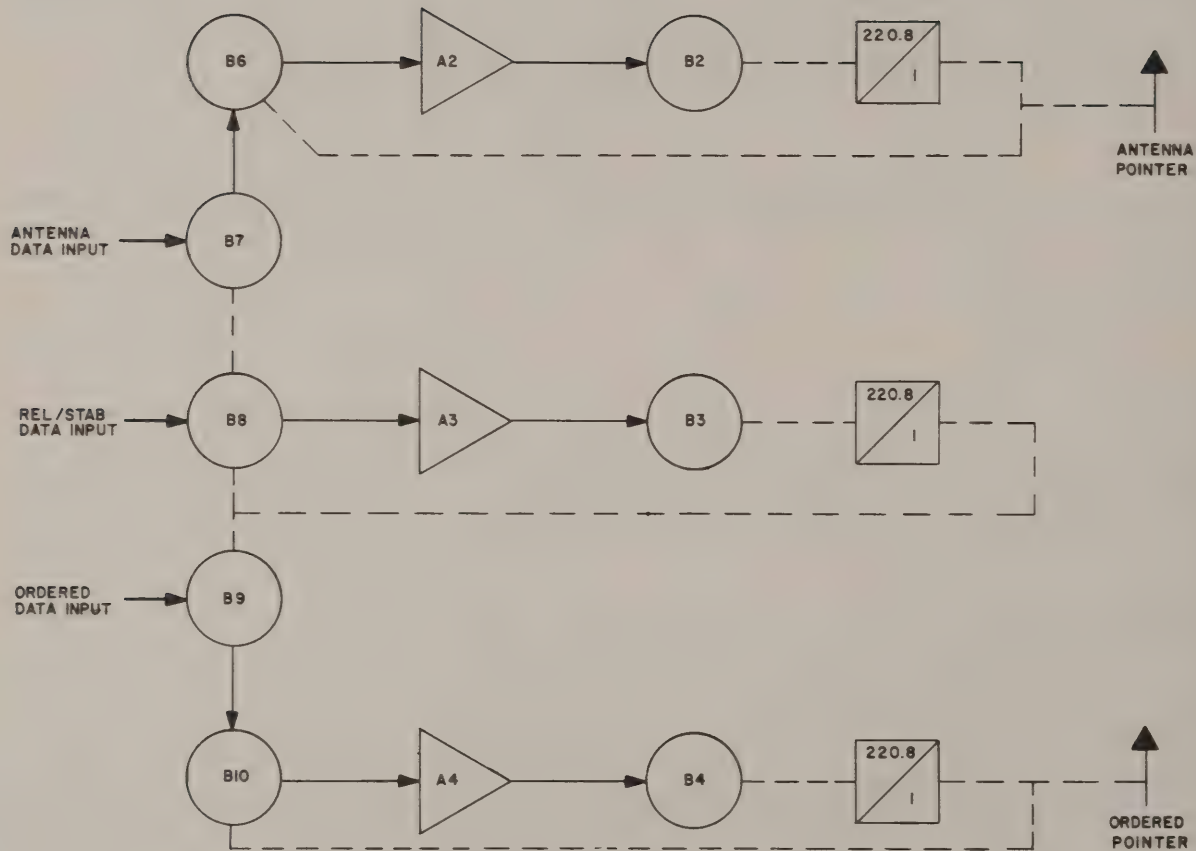 B6
A2
B2
220.8
1
ANTENNA
POINTER
ANTENNA
DATA INPUT
B7
REL/STAB
DATA INPUT
B8
A3
B3
220.8
1
ORDERED
DATA INPUT
B9
B10
A4
B4
220.8
1
ORDERED
POINTER